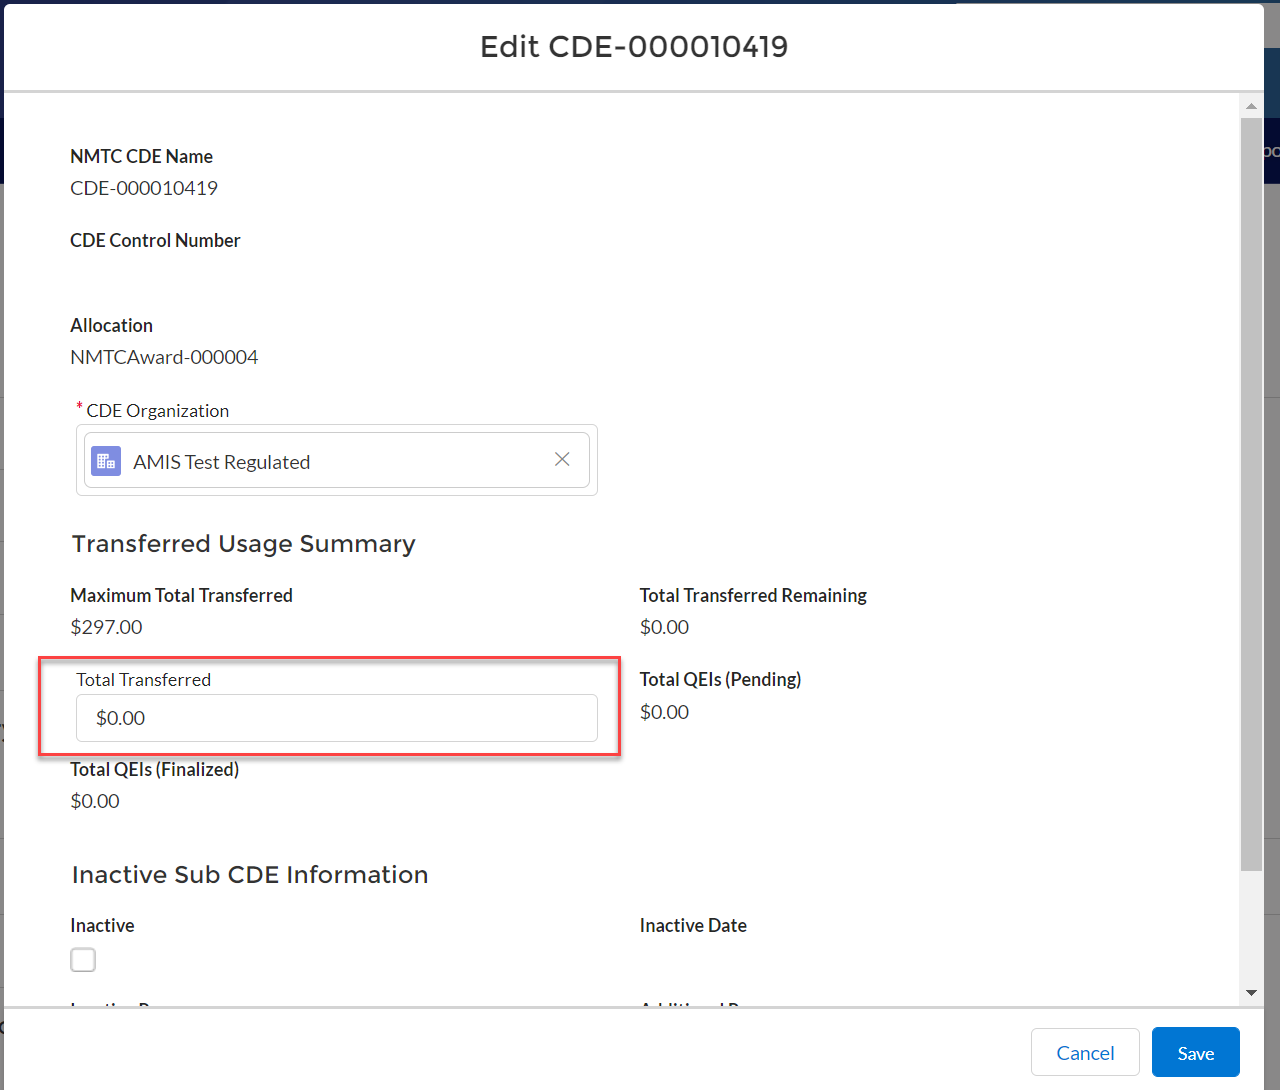 Edit CDE-000010419
NMTC CDE Name
CDE-000010419
CDE Control Number
Allocation
NMTCAward-000004
* CDE Organization
AMIS Test Regulated
Transferred Usage Summary
Maximum Total Transferred
$297.00
Total Transferred Remaining
$0.00
Total Transferred
$0.00
Total QEIs (Pending)
$0.00
Total QEIs (Finalized)
$0.00
Inactive Sub CDE Information
Inactive
Inactive Date
Cancel
Save